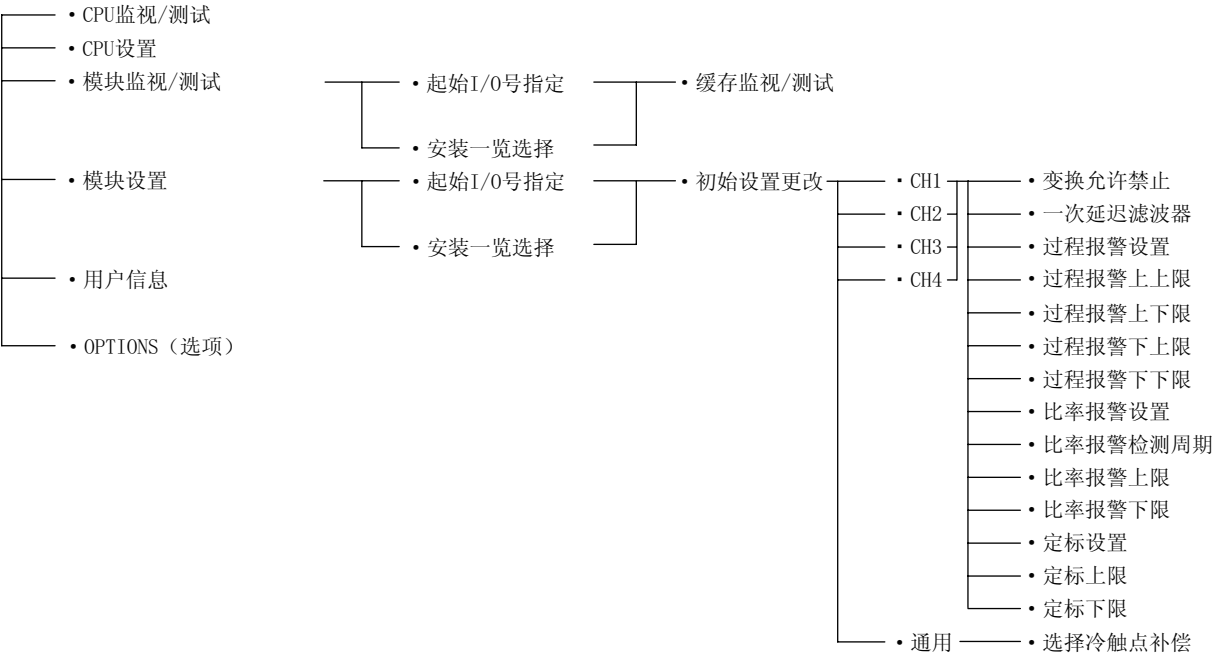 •CPU监视/测试
•CPU设置
•模块监视/测试
•起始I/O号指定
•缓存监视/测试
•安装一览选择
•模块设置
•起始I/O号指定
•初始设置更改
•CH1
•变换允许禁止
•CH2
•一次延迟滤波器
•安装一览选择
•CH3
•过程报警设置
•用户信息
•CH4
•过程报警上上限
•过程报警上下限
•OPTIONS（选项）
•过程报警下上限
•过程报警下下限
•比率报警设置
•比率报警检测周期
•比率报警上限
•比率报警下限
•定标设置
•定标上限
•定标下限
•通用
•选择冷触点补偿